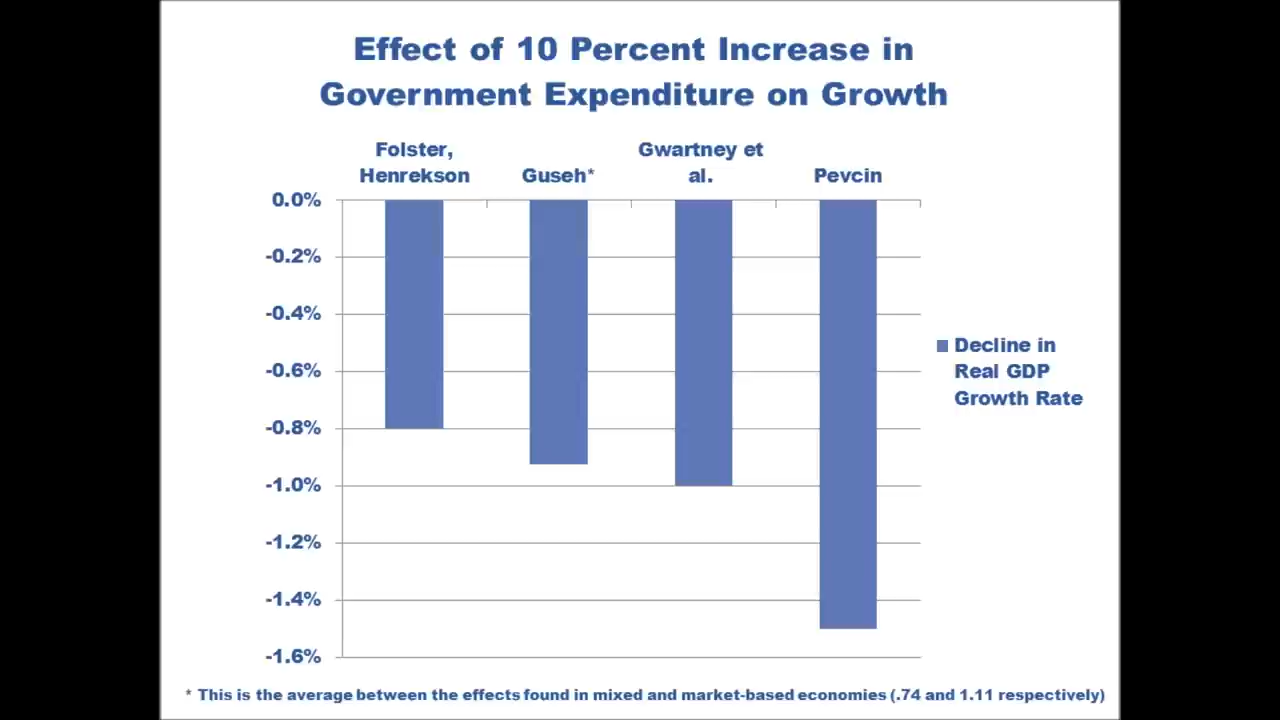 Effect of 10 Percent Increase in
Government Expenditure on Growth
Folster,
Henrekson
Guseh*
Gwartney et
al.
Pevcin
0.0%
-0.2%
-0.4%
-0.6%
-0.8%
-1.0%
-1.2%
-1.4%
-1.6%
Decline in
Real GDP
Growth Rate
* This is the average between the effects found in mixed and market-based economies (.74 and 1.11 respectively)